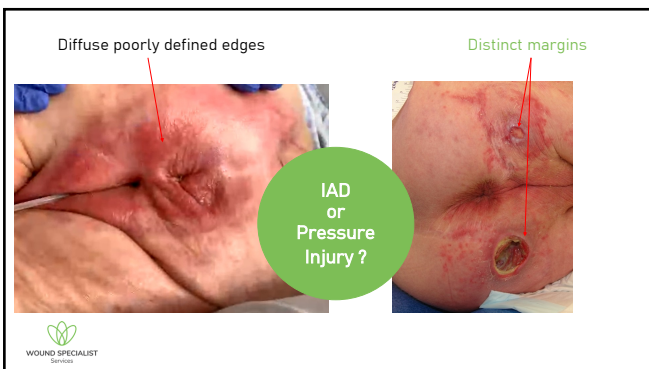 Diffuse poorly defined edges
Distinct margins
IAD
or
Pressure
Injury ?
WOUND SPECIALIST
Services